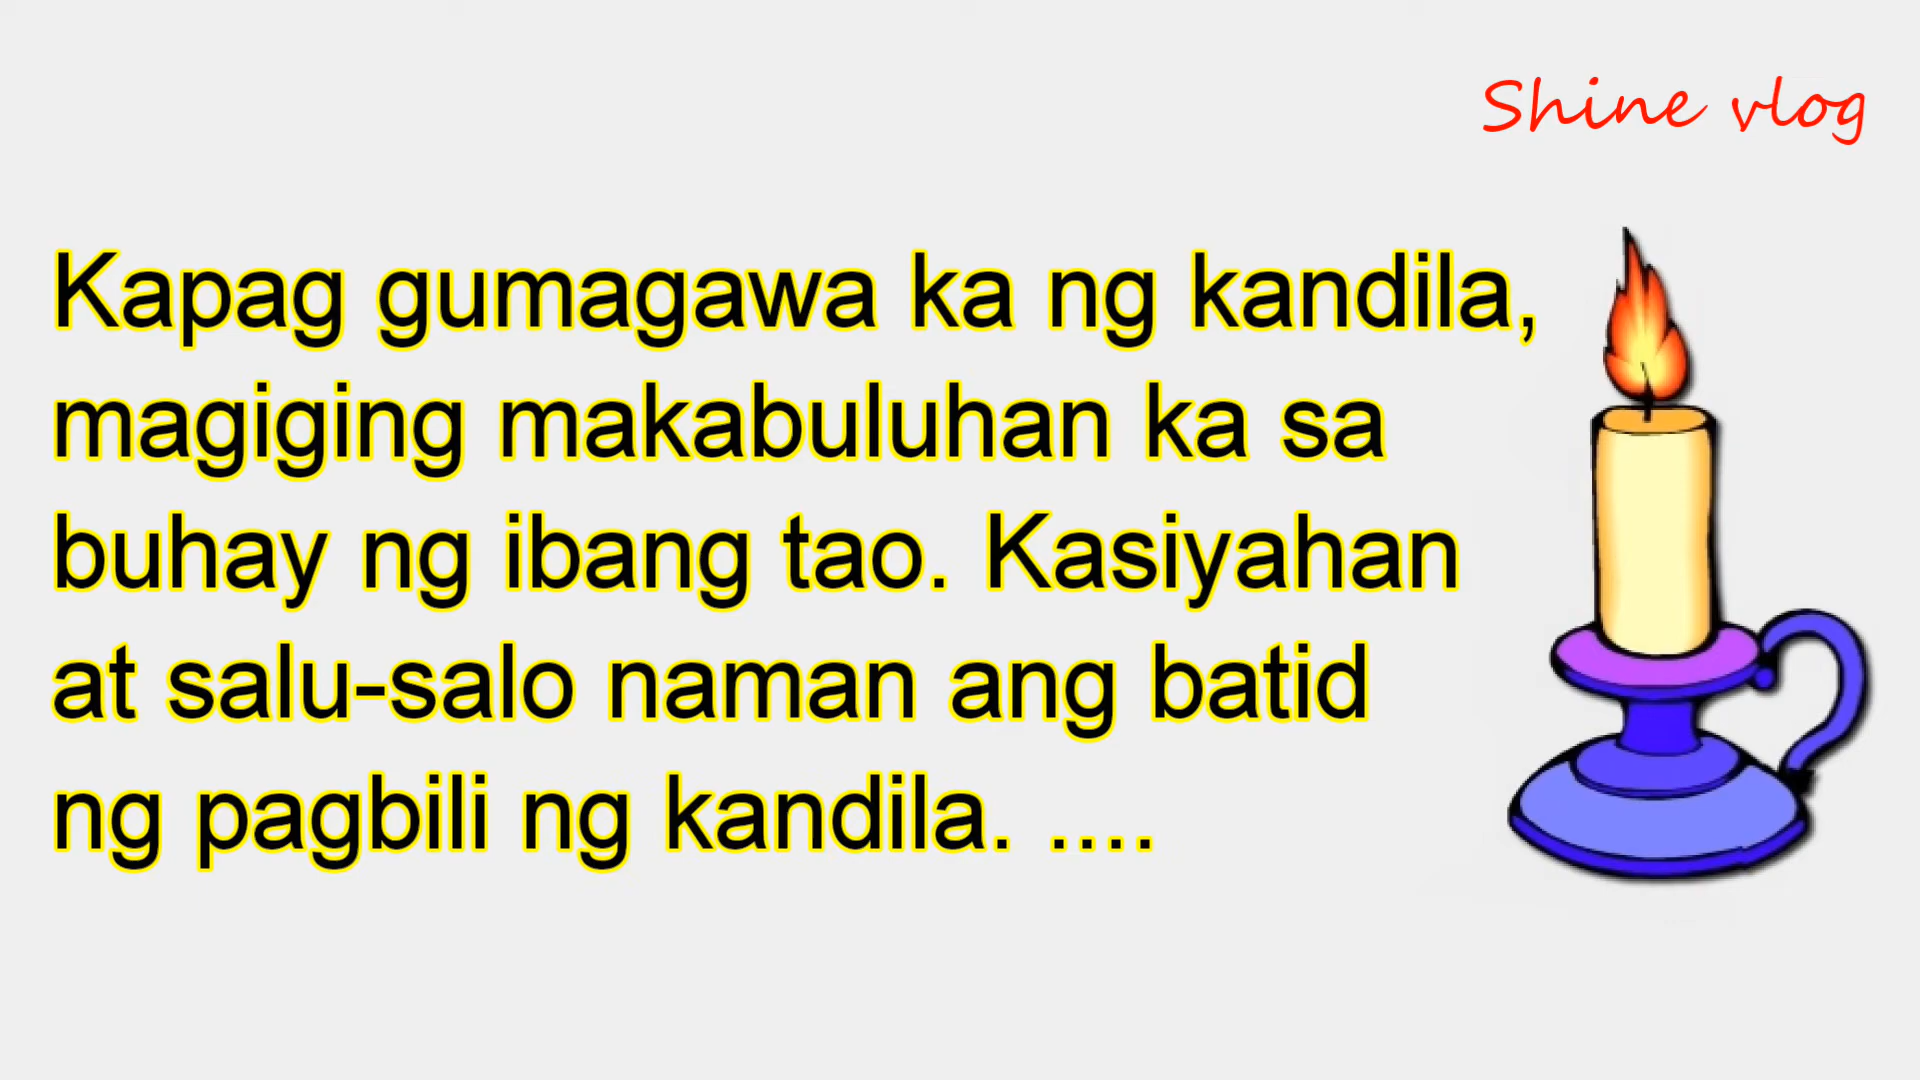 Shine vlog
Kapag gumagawa ka ng kandila,
magiging makabuluhan ka sa
buhay ng ibang tao. Kasiyahan
at salu-salo naman ang batid
ng pagbili ng kandila. ....